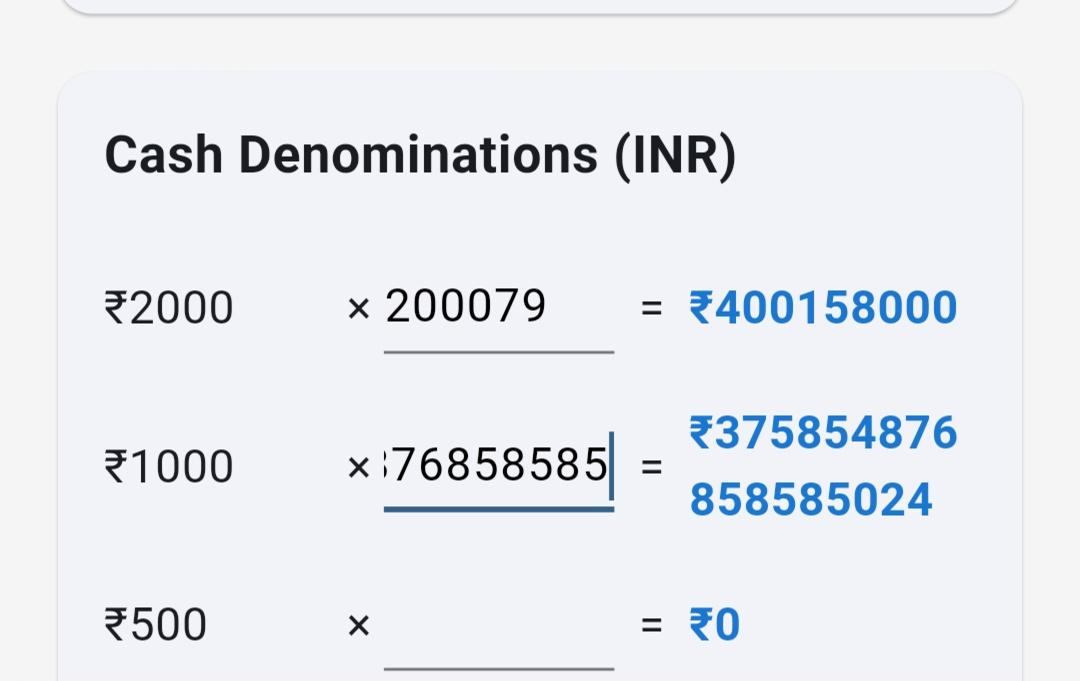 Cash Denominations (INR)
₹2000 × 200079 = ₹400158000
₹1000 × 76858585 = ₹375854876
858585024
₹500 × = ₹0